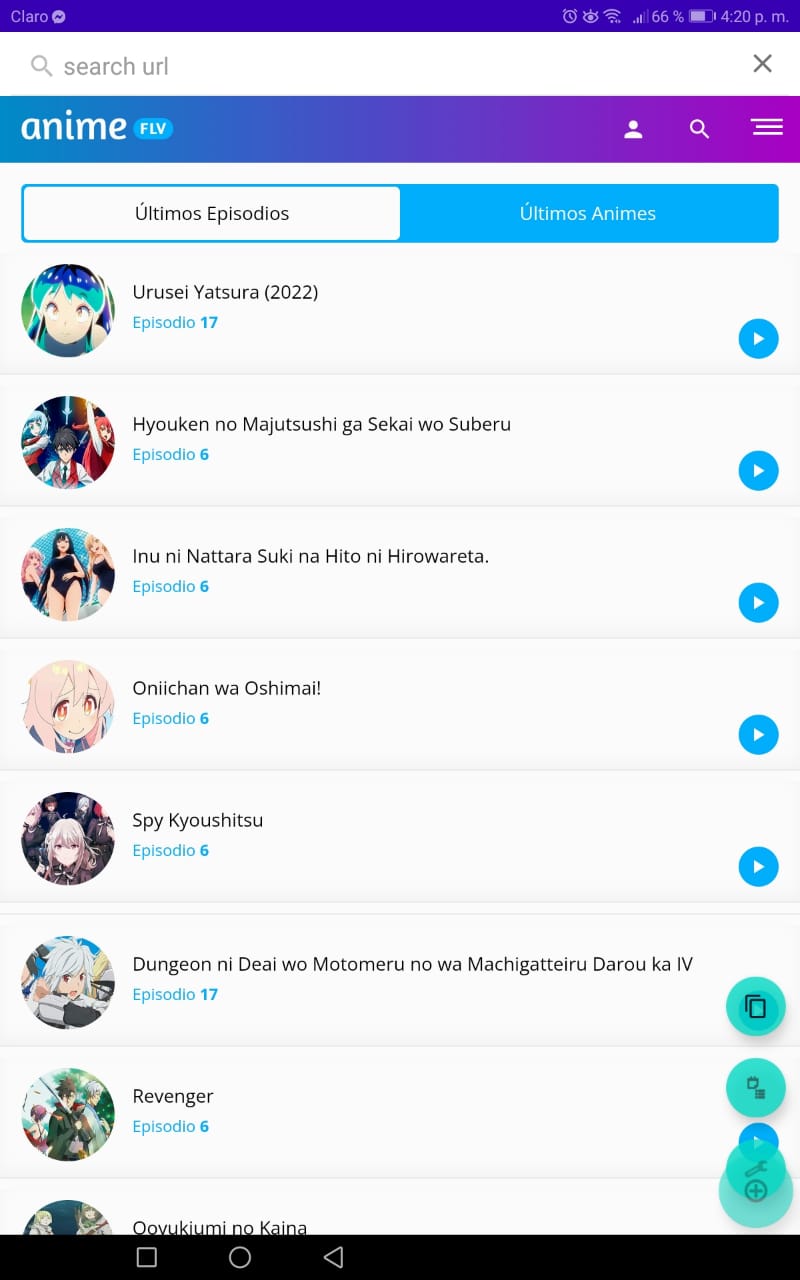 Claro
66 % 4:20 p. m.
search url
anime FLV
Últimos Episodios
Últimos Animes
Urusei Yatsura (2022)
Episodio 17
Hyouken no Majutsushi ga Sekai wo Suberu
Episodio 6
Inu ni Nattara Suki na Hito ni Hirowareta.
Episodio 6
Oniichan wa Oshimai!
Episodio 6
Spy Kyoushitsu
Episodio 6
Dungeon ni Deai wo Motomeru no wa Machigatteiru Darou ka IV
Episodio 17
Revenger
Episodio 6
Ooyukiumi no Kaina